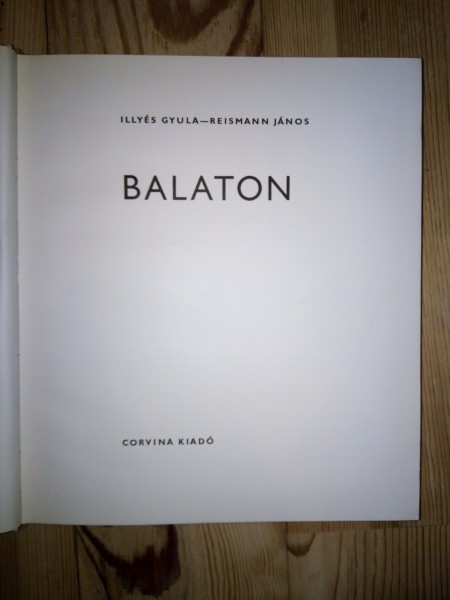 ILLYÉS GYULA—REISMANN JÁNOS
BALATON
CORVINA KIADÓ